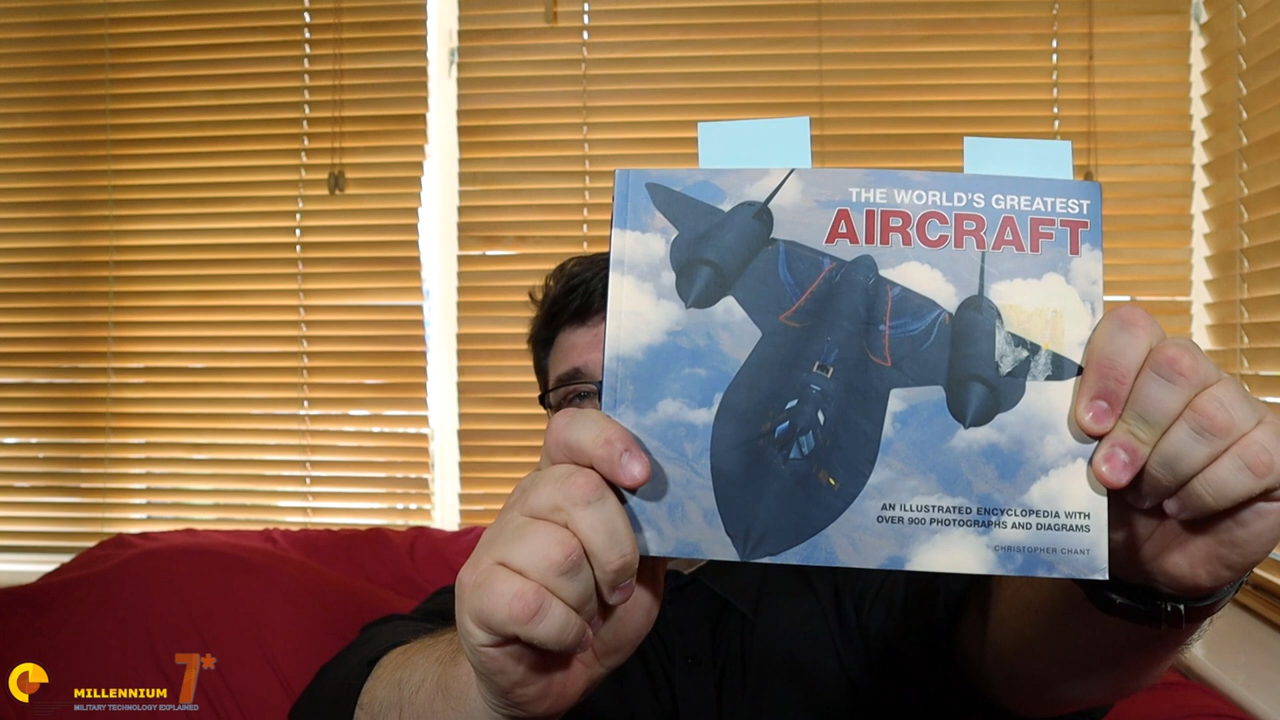 THE WORLD'S GREATEST
AIRCRAFT
AN ILLUSTRATED ENCYCLOPEDIA WITH
OVER 900 PHOTOGRAPHS AND DIAGRAMS
CHRISTOPHER CHANT
7*
MILLENNIUM
MILITARY TECHNOLOGY EXPLAINED